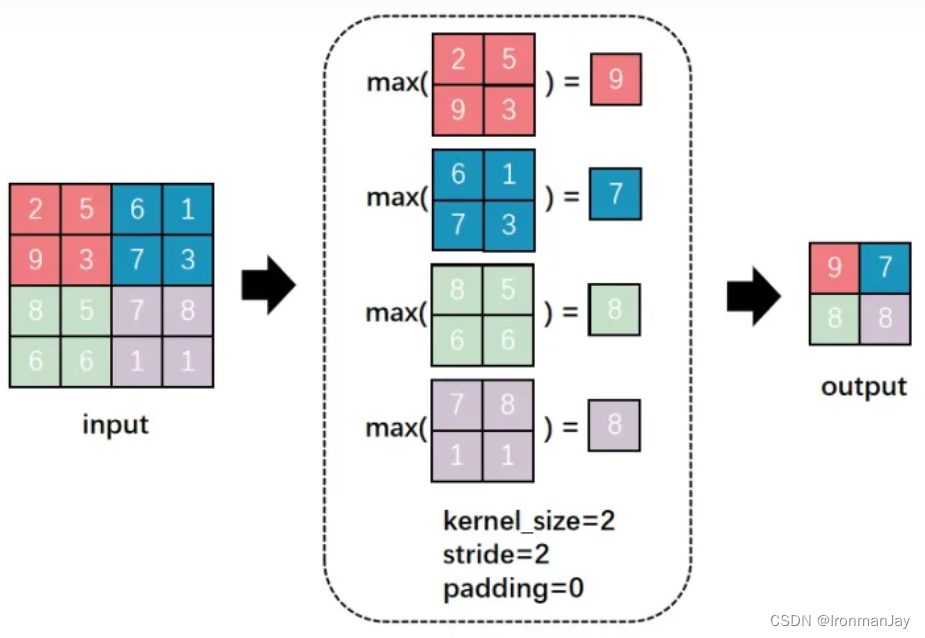 2 5 6 1
9 3 7 3
8 5 7 8
6 6 1 1
input
max( 2 5 ) = 9
9 3
max( 6 1 ) = 7
7 3
max( 8 5 ) = 8
6 6
max( 7 8 ) = 8
1 1
kernel_size=2
stride=2
padding=0
9 7
8 8
output
CSDN @IronmanJay